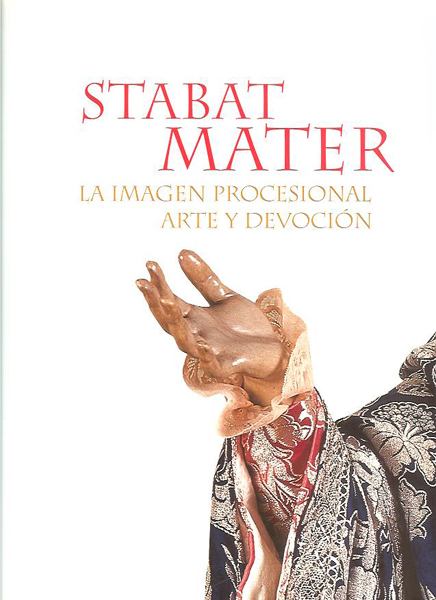 STABAT
MATER
LA IMAGEN PROCESIONAL
ARTE Y DEVOCIÓN